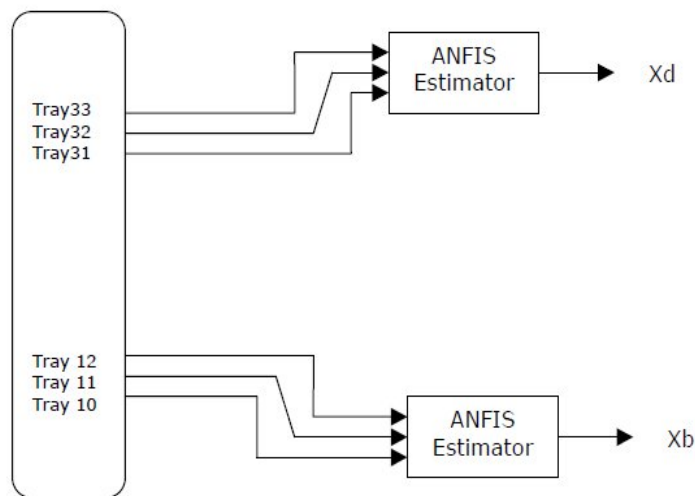 ANFIS
Estimator
Xd
Tray33
Tray32
Tray31
Tray 12
Tray 11
Tray 10
ANFIS
Estimator
Xb